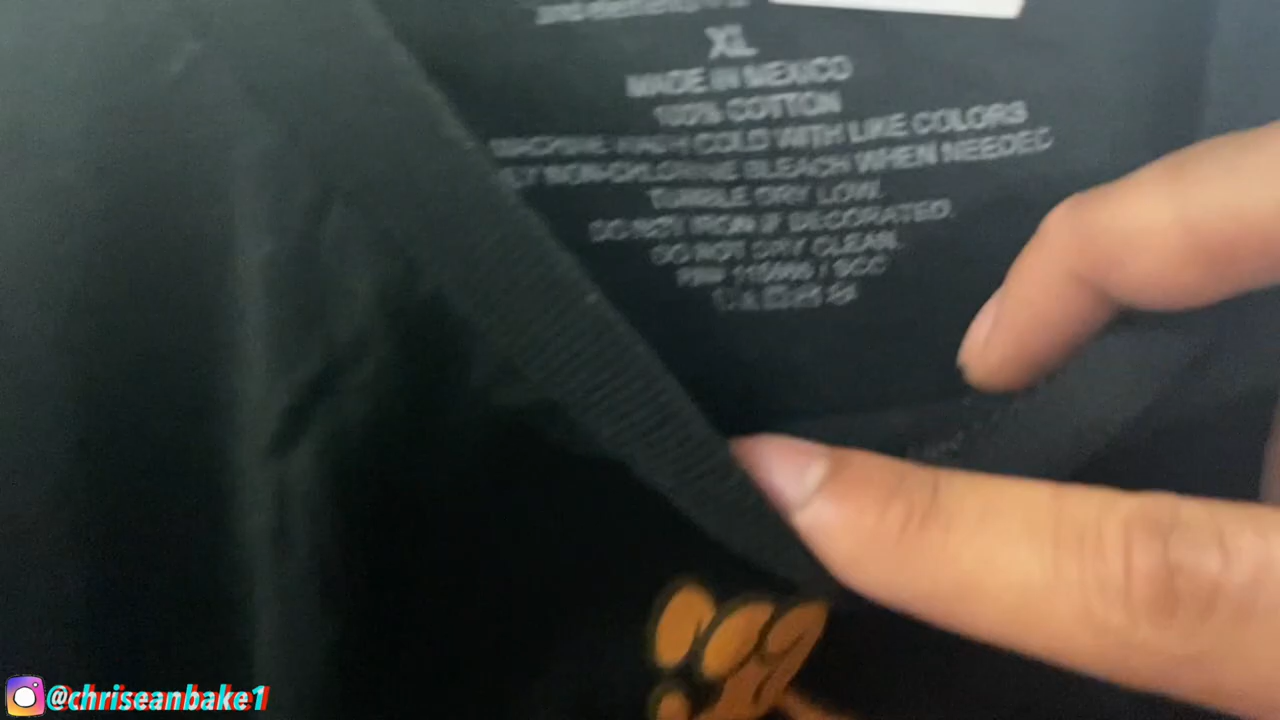 XL
MADE IN MEXICO
100% COTTON
MACHINE WASH COLD WITH LIKE COLORS
NON-CHLORINE BLEACH WHEN NEEDED
TUMBLE DRY LOW.
DO NOT IRON IF DECORATED.
DO NOT DRY CLEAN.
@chriseanbake1